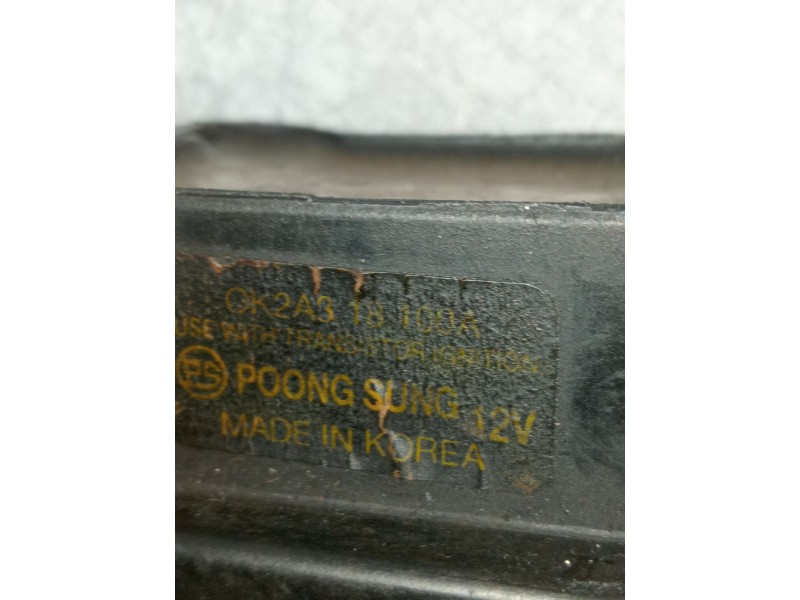 0K2A3 18 100A
USE WITH TRANSISTOR IGNITION
PS POONG SUNG 12V
MADE IN KOREA